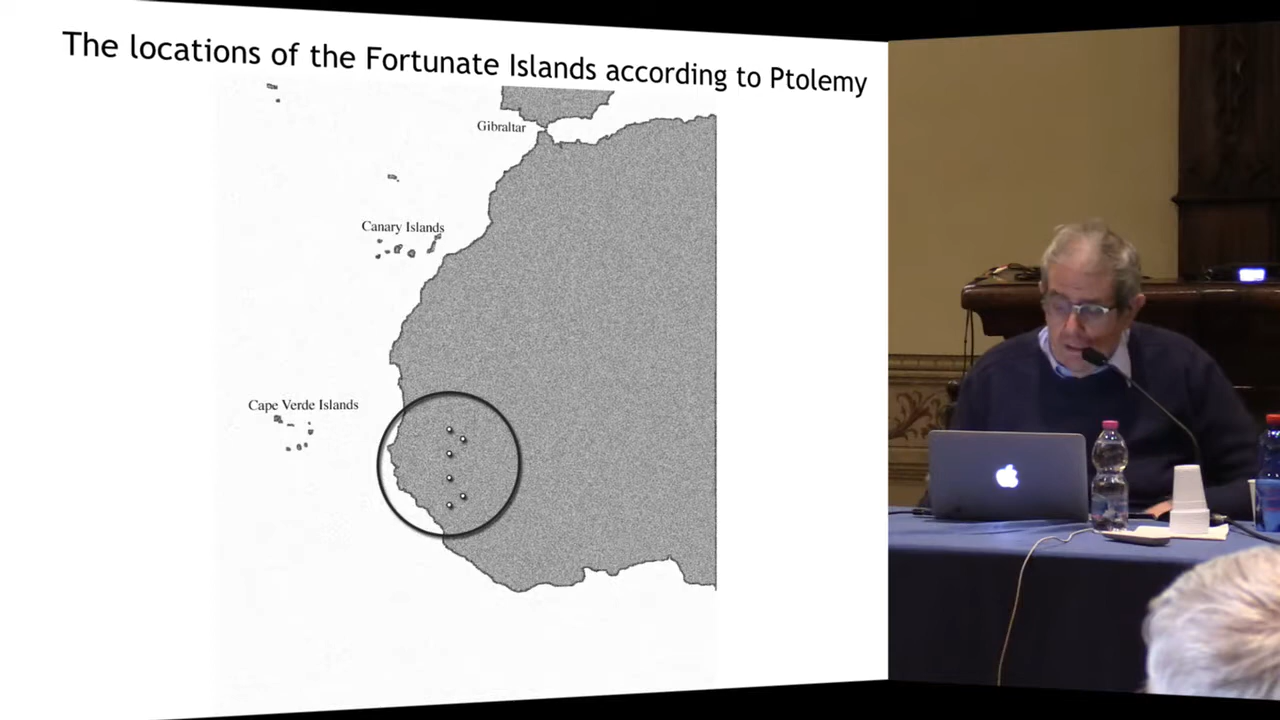 The locations of the Fortunate Islands according to Ptolemy
Gibraltar
Canary Islands
Cape Verde Islands